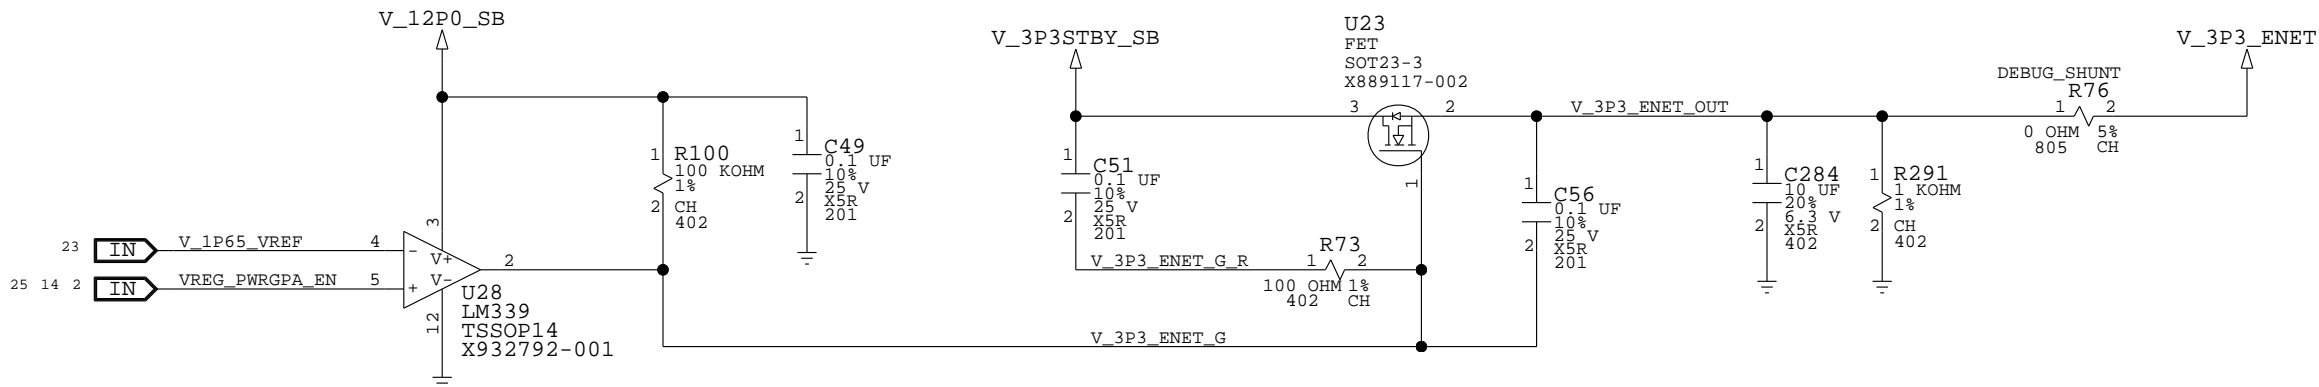 V_12P0_SB
R100
100 KOHM
1%
CH
402
1
2
C49
0.1 UF
10%
25 V
X5R
201
1
2
23
IN
V_1P65_VREF
4
25 14 2
IN
VREG_PWRGPA_EN
5
3
-
V+
V-
+
2
12
U28
LM339
TSSOP14
X932792-001
V_3P3STBY_SB
U23
FET
SOT23-3
X889117-002
3
2
1
C51
0.1 UF
10%
25 V
X5R
201
1
2
V_3P3_ENET_G_R
R73
1
2
100 OHM 1%
402 CH
V_3P3_ENET_G
C56
0.1 UF
10%
25 V
X5R
201
1
2
V_3P3_ENET_OUT
C284
10 UF
20%
6.3 V
X5R
402
1
2
R291
1 KOHM
1%
CH
402
1
2
DEBUG_SHUNT
R76
1
2
0 OHM 5%
805 CH
V_3P3_ENET